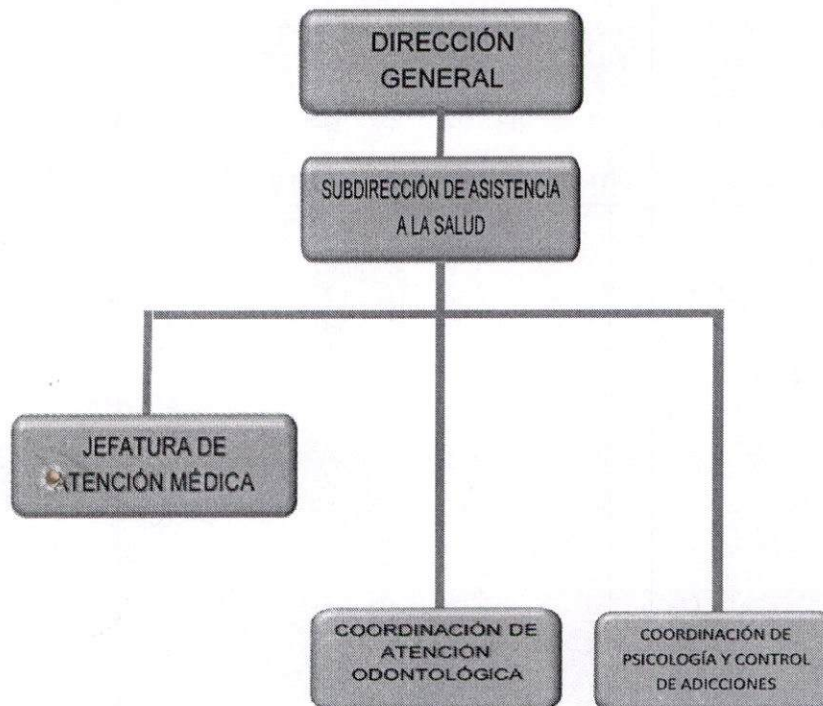 DIRECCIÓN
GENERAL
SUBDIRECCIÓN DE ASISTENCIA
A LA SALUD
JEFATURA DE
ATENCIÓN MÉDICA
COORDINACIÓN DE
ATENCIÓN
ODONTOLÓGICA
COORDINACIÓN DE
PSICOLOGÍA Y CONTROL
DE ADICCIONES